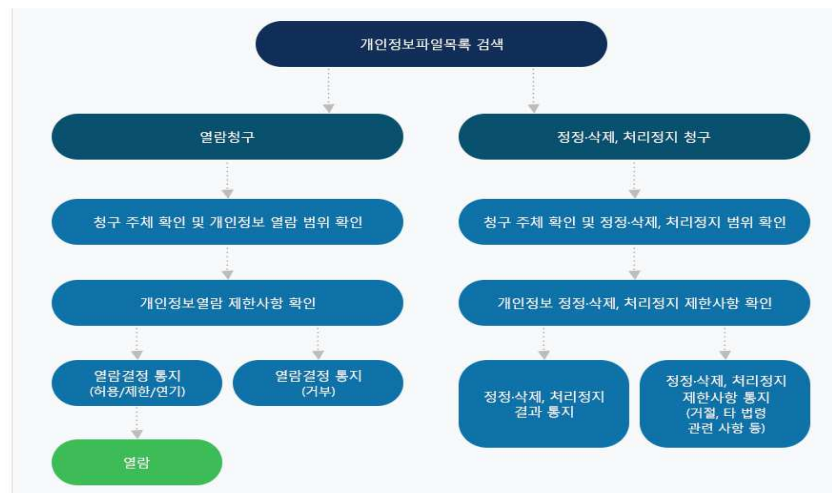 개인정보파일목록 검색
열람청구
정정·삭제, 처리정지 청구
청구 주체 확인 및 개인정보 열람 범위 확인
청구 주체 확인 및 정정·삭제, 처리정지 범위 확인
개인정보열람 제한사항 확인
개인정보 정정·삭제, 처리정지 제한사항 확인
열람결정 통지
(허용/제한/연기)
열람결정 통지
(거부)
정정·삭제, 처리정지
결과 통지
정정·삭제, 처리정지
제한사항 통지
(거절, 타 법령
관련 사항 등)
열람